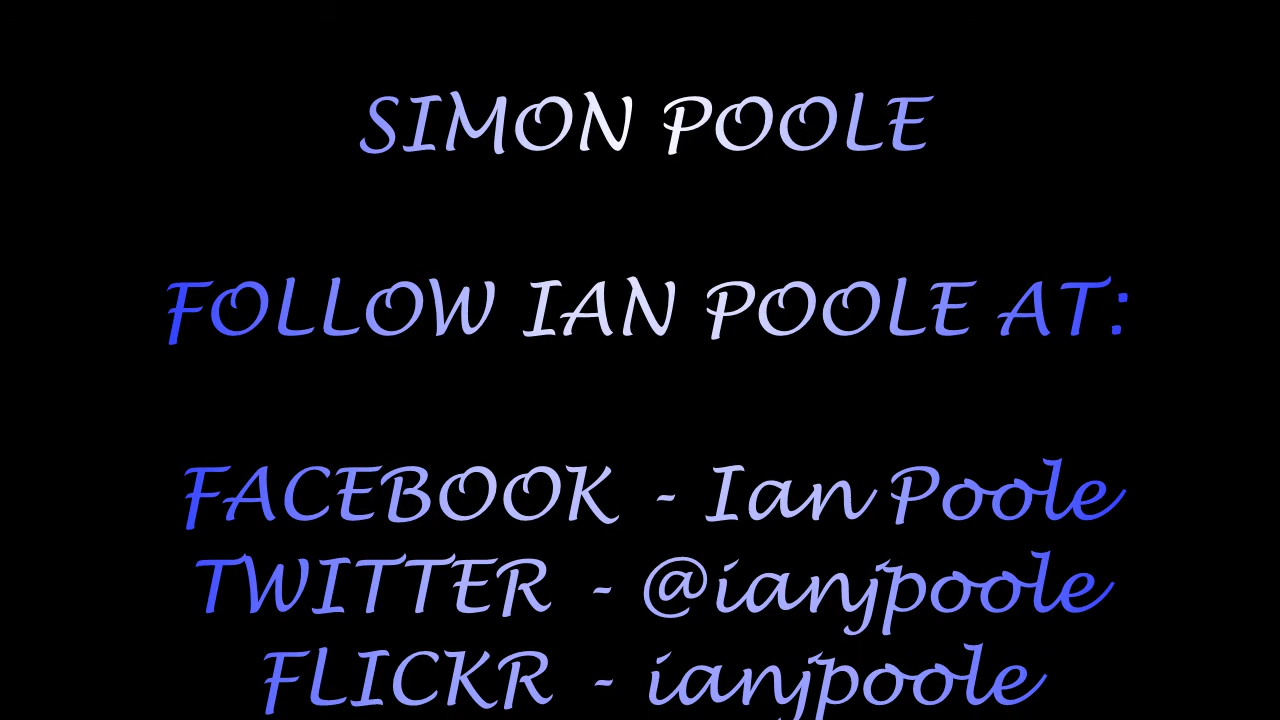 SIMON POOLE
FOLLOW IAN POOLE AT:
FACEBOOK - Ian Poole
TWITTER - @ianjpoole
FLICKR - ianjpoole